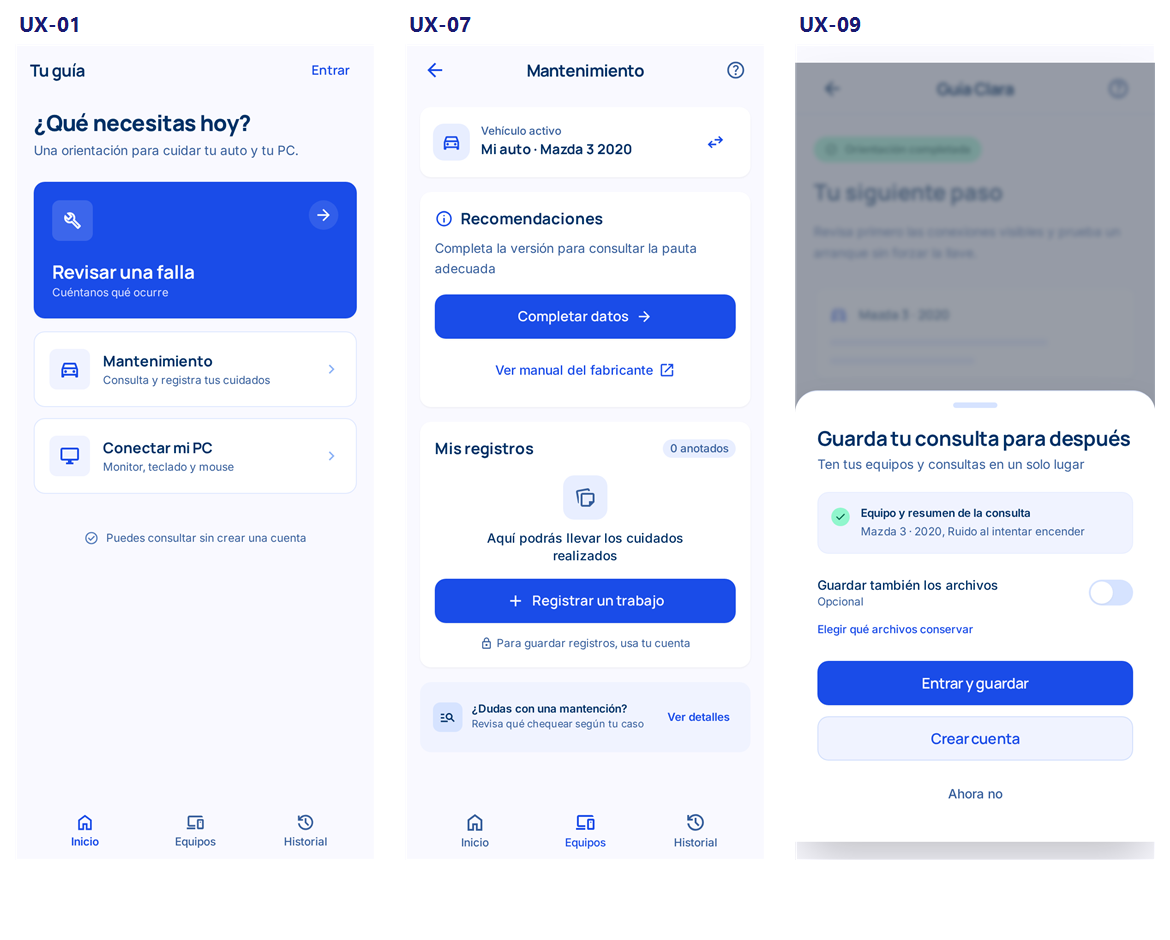 UX-01
Tu guía
Entrar
¿Qué necesitas hoy?
Una orientación para cuidar tu auto y tu PC.
Revisar una falla
Cuéntanos qué ocurre
Mantenimiento
Consulta y registra tus cuidados
Conectar mi PC
Monitor, teclado y mouse
Puedes consultar sin crear una cuenta
Inicio
Equipos
Historial
UX-07
Mantenimiento
Vehículo activo
Mi auto · Mazda 3 2020
Recomendaciones
Completa la versión para consultar la pauta
adecuada
Completar datos
Ver manual del fabricante
Mis registros
0 anotados
Aquí podrás llevar los cuidados
realizados
Registrar un trabajo
Para guardar registros, usa tu cuenta
¿Dudas con una mantención?
Revisa qué chequear según tu caso
Ver detalles
Inicio
Equipos
Historial
UX-09
Guía Clara
Orientación completada
Tu siguiente paso
Revisa primero las conexiones visibles y prueba un
arranque sin forzar la llave.
Mazda 3 · 2020
Guarda tu consulta para después
Ten tus equipos y consultas en un solo lugar
Equipo y resumen de la consulta
Mazda 3 · 2020, Ruido al intentar encender
Guardar también los archivos
Opcional
Elegir qué archivos conservar
Entrar y guardar
Crear cuenta
Ahora no